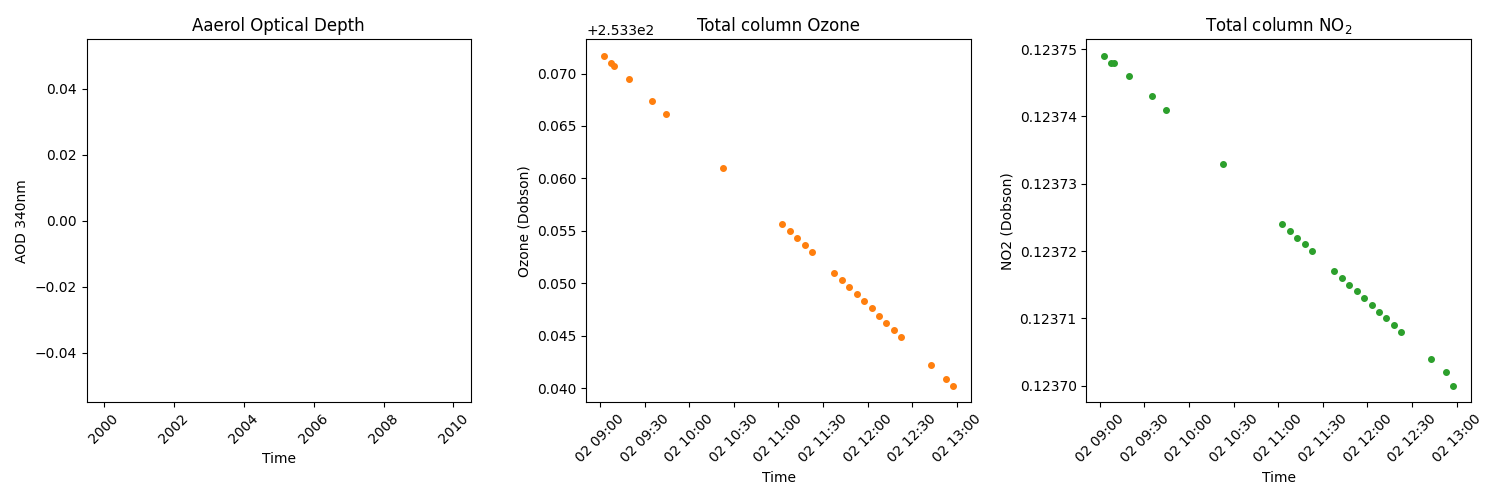 Aaerol Optical Depth
AOD 340nm
0.04
0.02
0.00
−0.02
−0.04
2000 2002 2004 2006 2008 2010
Time
Total column Ozone
+2.533e2
Ozone (Dobson)
0.070
0.065
0.060
0.055
0.050
0.045
0.040
02 09:00 02 09:30 02 10:00 02 10:30 02 11:00 02 11:30 02 12:00 02 12:30 02 13:00
Time
Total column NO₂
NO2 (Dobson)
0.12375
0.12374
0.12373
0.12372
0.12371
0.12370
02 09:00 02 09:30 02 10:00 02 10:30 02 11:00 02 11:30 02 12:00 02 12:30 02 13:00
Time